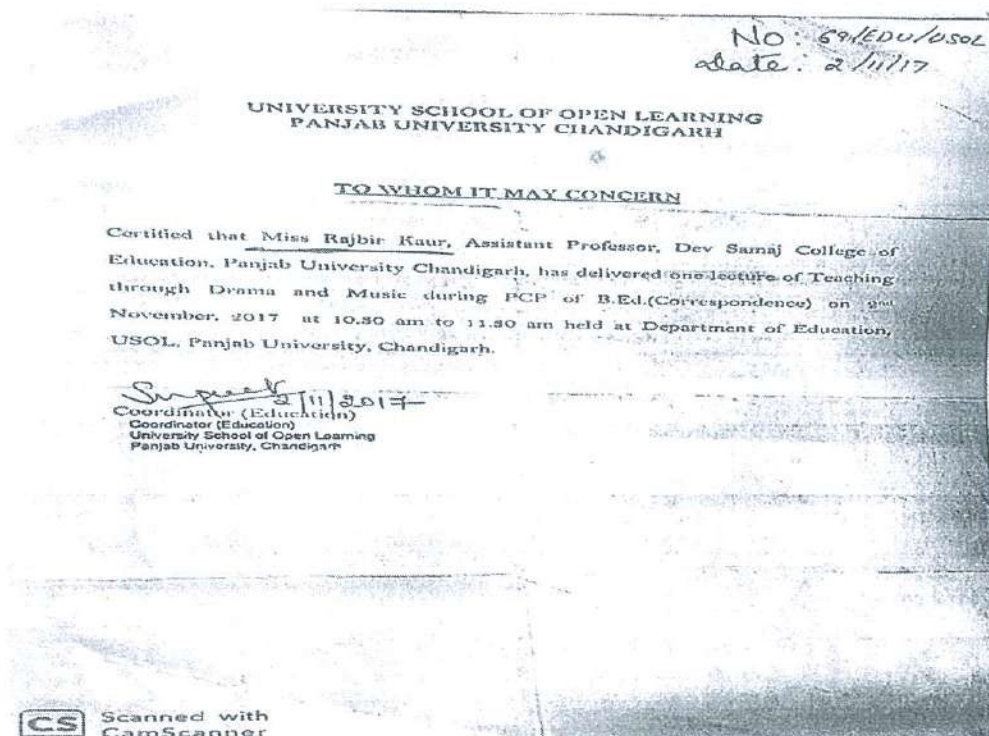 No: 69/EDU/USOL
Date: 2/11/17
UNIVERSITY SCHOOL OF OPEN LEARNING
PANJAB UNIVERSITY CHANDIGARH
TO WHOM IT MAY CONCERN
Certified that Miss Rajbir Kaur, Assistant Professor, Dev Samaj College of
Education, Panjab University Chandigarh, has delivered one lecture of Teaching
through Drama and Music during PCP of B.Ed.(Correspondence) on 2nd
November, 2017 at 10.30 am to 11.30 am held at Department of Education,
USOL, Panjab University, Chandigarh.
2/11/2017
Coordinator (Education)
Coordinator (Education)
University School of Open Learning
Panjab University, Chandigarh
CS Scanned with
CamScanner